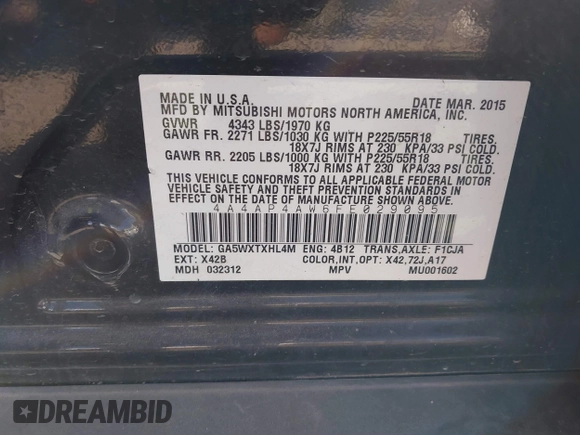 MADE IN U.S.A. DATE MAR. 2015
MFD BY MITSUBISHI MOTORS NORTH AMERICA, INC.
GVWR 4343 LBS/1970 KG
GAWR FR. 2271 LBS/1030 KG WITH P225/55R18 TIRES.
18X7J RIMS AT 230 KPA/33 PSI COLD.
GAWR RR. 2205 LBS/1000 KG WITH P225/55R18 TIRES.
18X7J RIMS AT 230 KPA/33 PSI COLD.
THIS VEHICLE CONFORMS TO ALL APPLICABLE FEDERAL MOTOR
VEHICLE SAFETY AND THEFT PREVENTION STANDARDS IN
EFFECT ON THE DATE OF MANUFACTURE SHOWN ABOVE.
4A4AP4AW6FE029095
MODEL: GA5WXTXHL4M ENG: 4B12 TRANS,AXLE: F1CJA
EXT: X42B COLOR,INT,OPT: X42,72J,A17
MDH 032312 MPV MU001602
DREAMBID